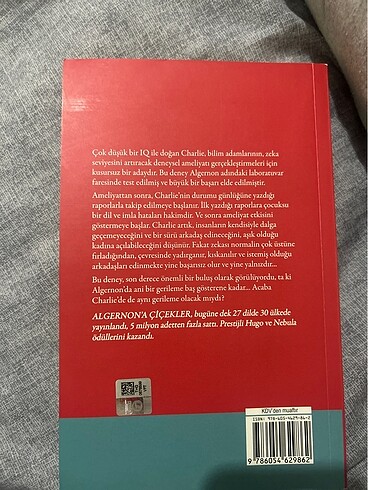 Çok düşük bir IQ ile doğan Charlie, bilim adamlarının, zeka
seviyesini artıracak deneysel ameliyatı gerçekleştirmeleri için
kusursuz bir adaydır. Bu deney Algernon adındaki laboratuvar
faresinde test edilmiş ve büyük bir başarı elde edilmiştir.
Ameliyattan sonra, Charlie'nin durumu günlüğüne yazdığı
raporlarla takip edilmeye başlanır. İlk yazdığı raporlara çocuksu
bir dil ve imla hataları hakimdir. Ve sonra ameliyat etkisini
göstermeye başlar. Charlie artık, insanların kendisiyle dalga
geçemeyeceğini ve bir sürü arkadaş edineceğini, aşık olduğu
kadına açılabileceğini düşünür. Fakat zekası normalin çok üstüne
fırladığından, çevresinde yadırganır, kıskanılır ve istemiş olduğu
arkadaşları edinmekte yine başarısız olur ve yine yalnızdır...
Bu deney, son derece önemli bir buluş olarak görülüyordu, ta ki
Algernon'da ani bir gerileme baş gösterene kadar... Acaba
Charlie'de de aynı gerileme olacak mıydı?
ALGERNON'A ÇİÇEKLER, bugüne dek 27 dilde 30 ülkede
yayınlandı, 5 milyon adetten fazla sattı. Prestijli Hugo ve Nebula
ödüllerini kazandı.
KDV'den muaftır
ISBN: 978-605-4629-86-2
9 786054 629862